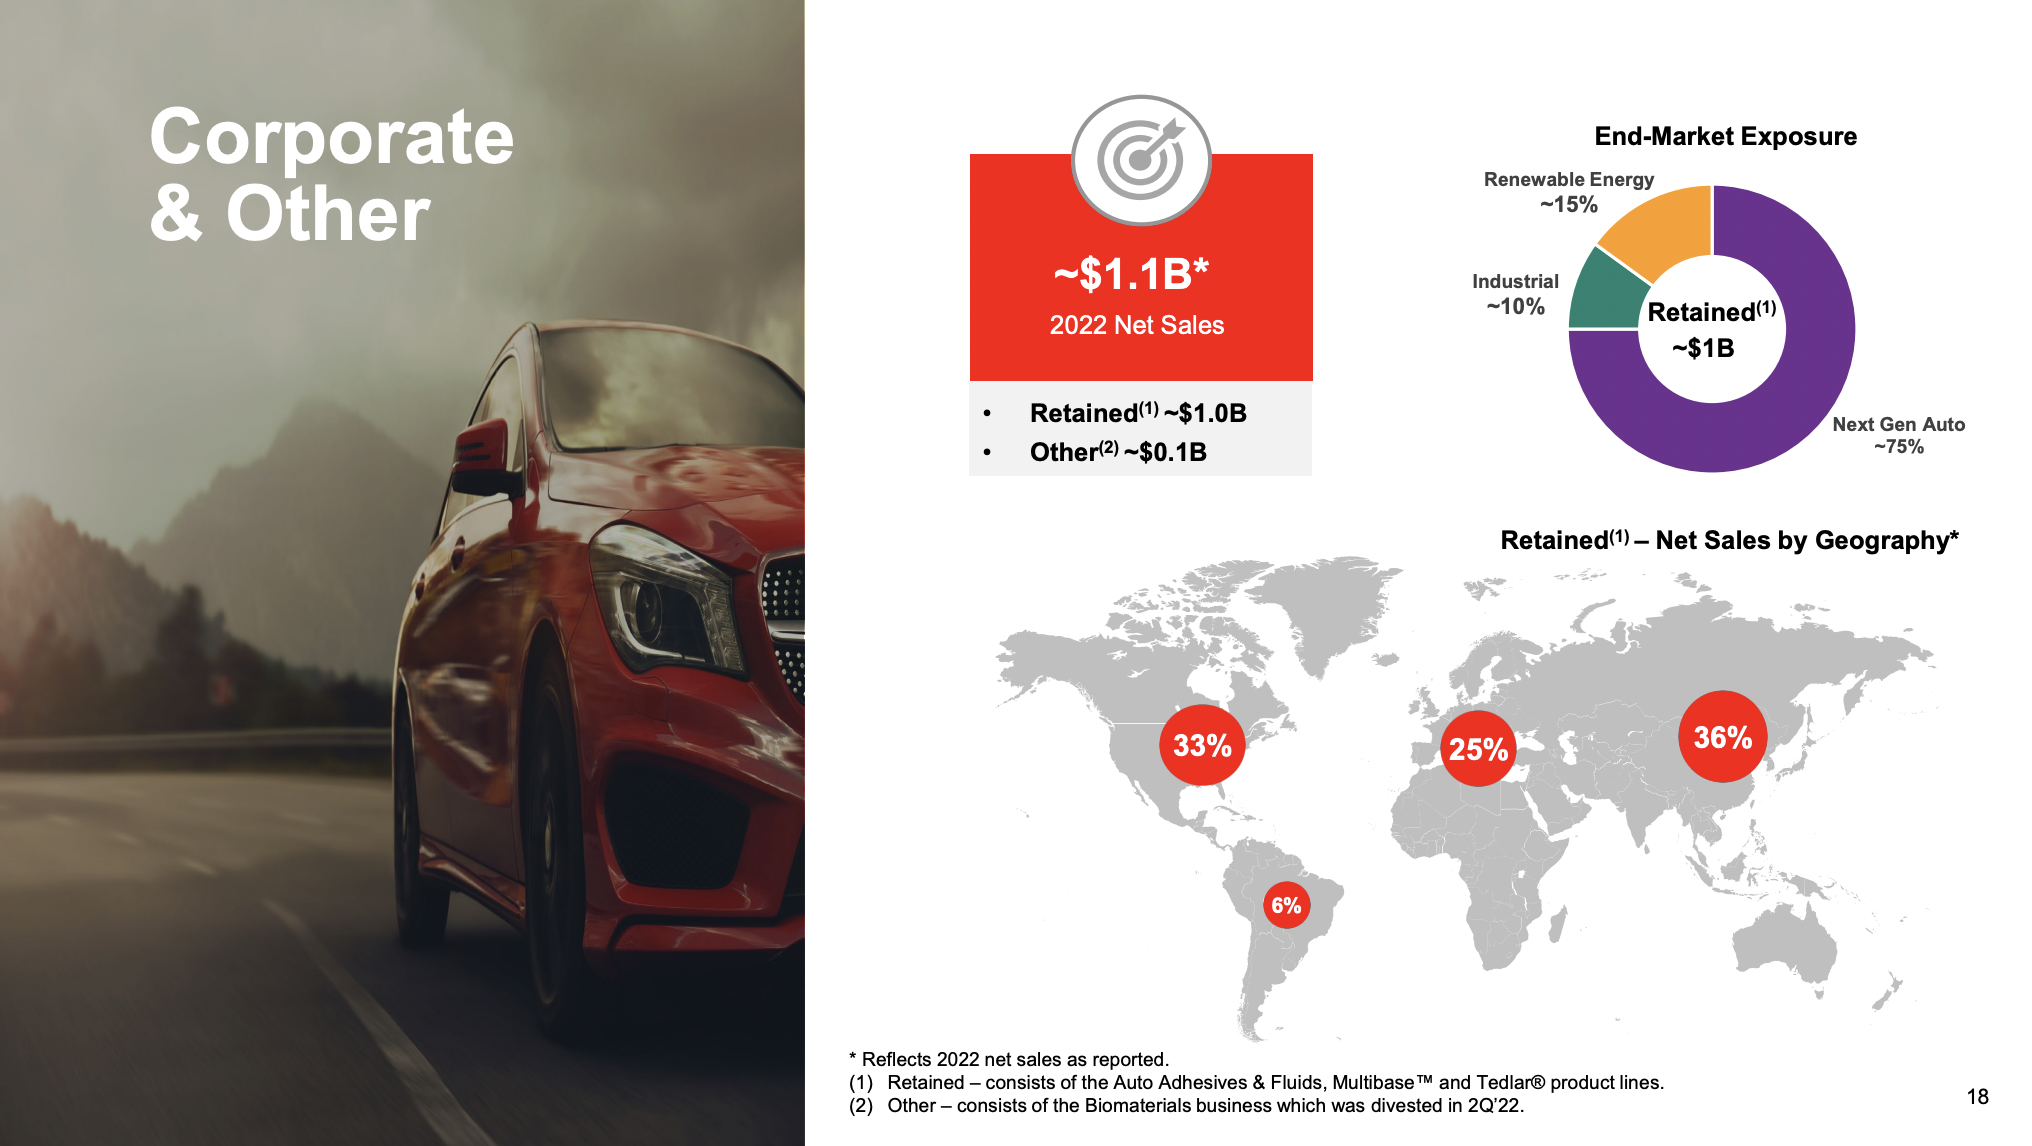 Corporate
& Other
~$1.1B*
2022 Net Sales
• Retained(1) ~$1.0B
• Other(2) ~$0.1B
End-Market Exposure
Renewable Energy
~15%
Industrial
~10%
Retained(1)
~$1B
Next Gen Auto
~75%
Retained(1) – Net Sales by Geography*
33%
25%
36%
6%
* Reflects 2022 net sales as reported.
(1) Retained – consists of the Auto Adhesives & Fluids, Multibase™ and Tedlar® product lines.
(2) Other – consists of the Biomaterials business which was divested in 2Q’22.
18